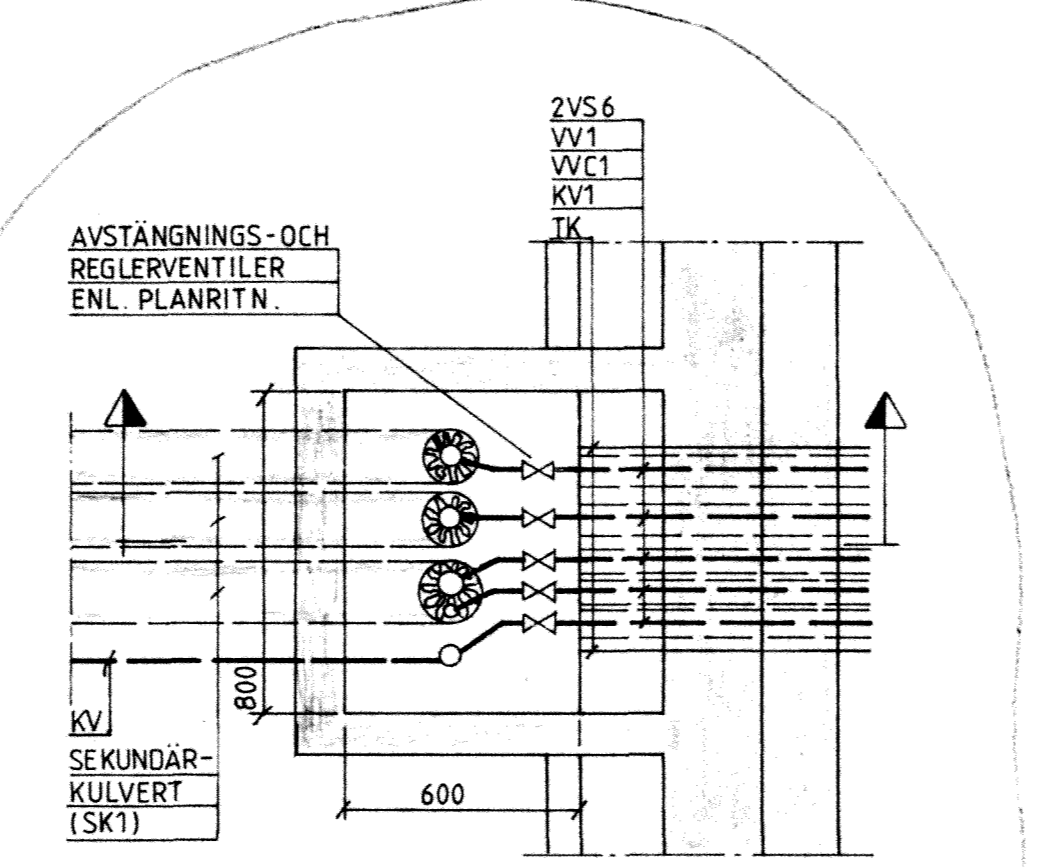 2VS6
VV1
VVC1
KV1
TK
AVSTÄNGNINGS-OCH
REGLERVENTILER
ENL. PLANRITN.
800
600
KV
SEKUNDÄR-
KULVERT
(SK1)